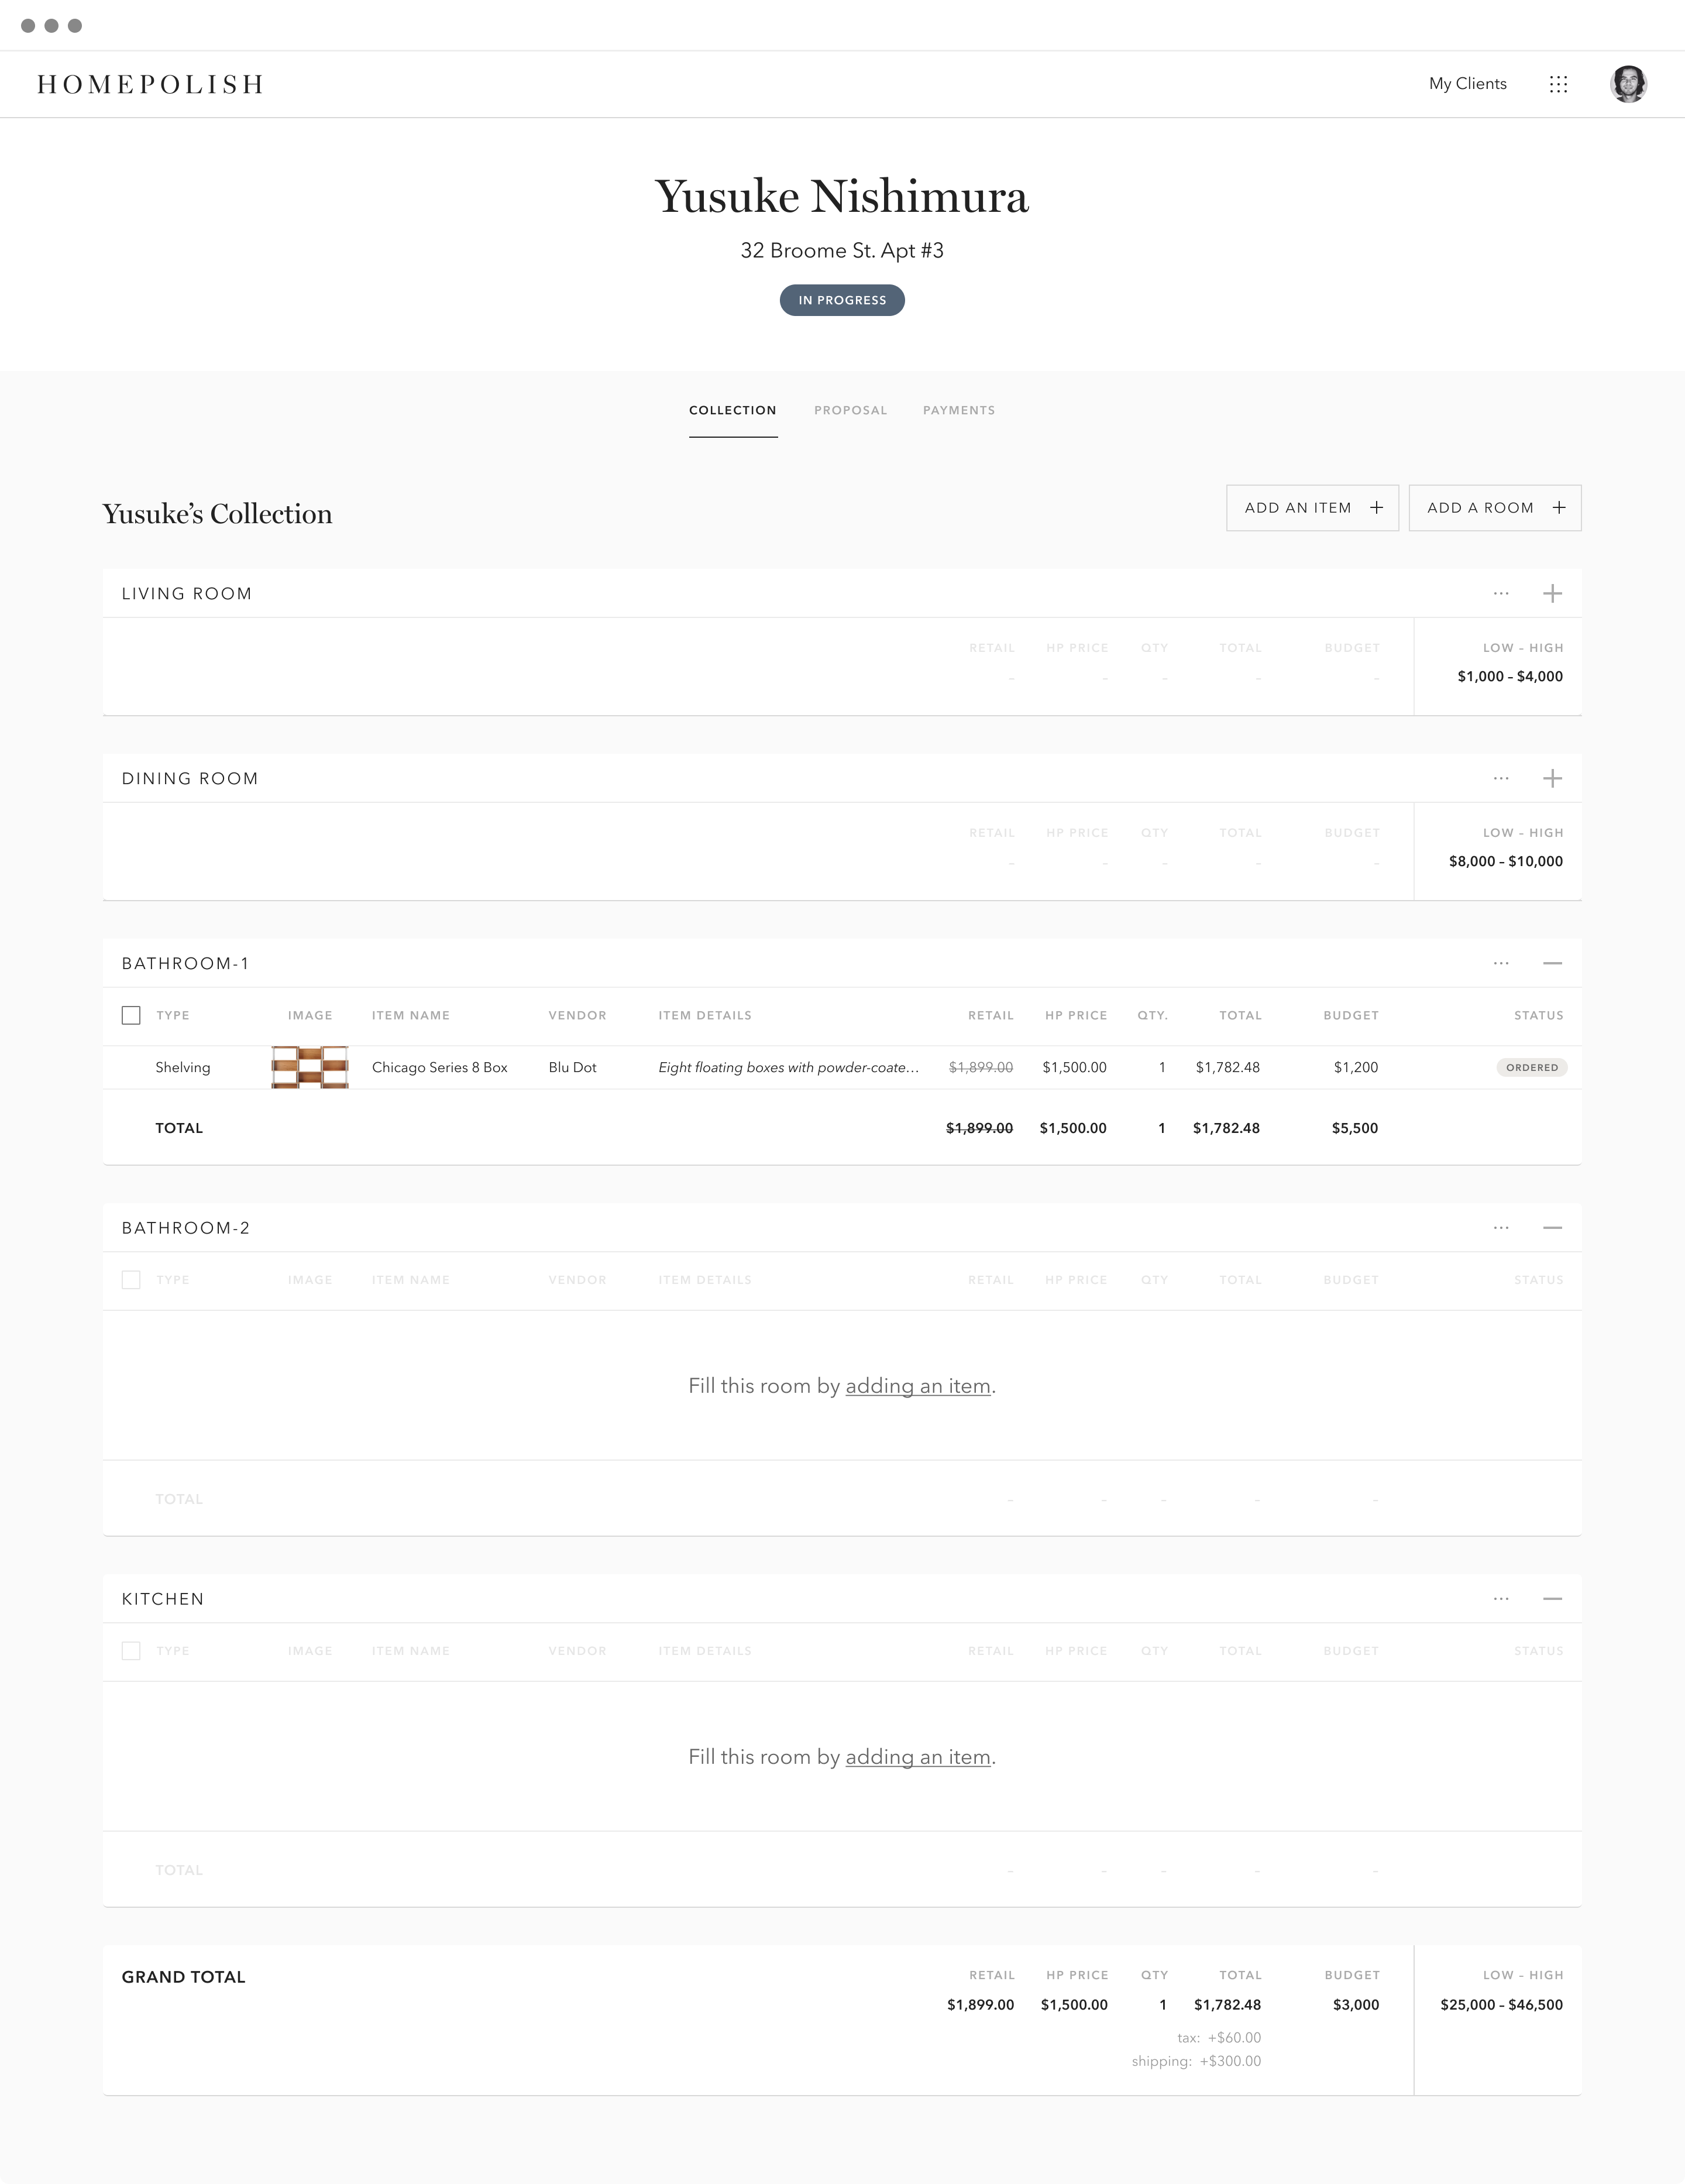 HOMEPOLISH My Clients
Yusuke Nishimura
32 Broome St. Apt #3
IN PROGRESS
COLLECTION PROPOSAL PAYMENTS
Yusuke’s Collection ADD AN ITEM + ADD A ROOM +
LIVING ROOM ... +
RETAIL HP PRICE QTY TOTAL BUDGET LOW – HIGH
– – – – – $1,000 – $4,000
DINING ROOM ... +
RETAIL HP PRICE QTY TOTAL BUDGET LOW – HIGH
– – – – – $8,000 – $10,000
BATHROOM-1 ... —
TYPE IMAGE ITEM NAME VENDOR ITEM DETAILS RETAIL HP PRICE QTY. TOTAL BUDGET STATUS
Shelving Chicago Series 8 Box Blu Dot Eight floating boxes with powder-coate… $1,899.00 $1,500.00 1 $1,782.48 $1,200 ORDERED
TOTAL $1,899.00 $1,500.00 1 $1,782.48 $5,500
BATHROOM-2 ... —
TYPE IMAGE ITEM NAME VENDOR ITEM DETAILS RETAIL HP PRICE QTY TOTAL BUDGET STATUS
Fill this room by adding an item.
TOTAL – – – – –
KITCHEN ... —
TYPE IMAGE ITEM NAME VENDOR ITEM DETAILS RETAIL HP PRICE QTY TOTAL BUDGET STATUS
Fill this room by adding an item.
TOTAL – – – – –
GRAND TOTAL RETAIL HP PRICE QTY TOTAL BUDGET LOW – HIGH
$1,899.00 $1,500.00 1 $1,782.48 $3,000 $25,000 – $46,500
tax: +$60.00
shipping: +$300.00